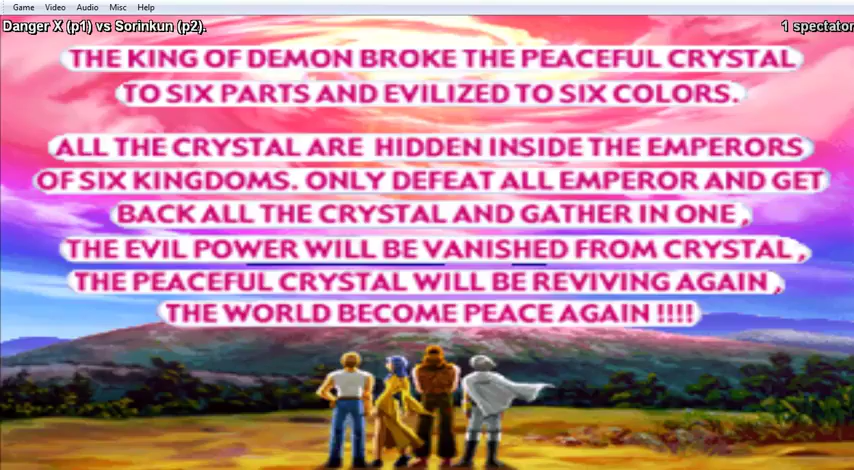 Game Video Audio Misc Help
Danger X (p1) vs Sorinkun (p2). 1 spectator
THE KING OF DEMON BROKE THE PEACEFUL CRYSTAL
TO SIX PARTS AND EVILIZED TO SIX COLORS.
ALL THE CRYSTAL ARE HIDDEN INSIDE THE EMPERORS
OF SIX KINGDOMS. ONLY DEFEAT ALL EMPEROR AND GET
BACK ALL THE CRYSTAL AND GATHER IN ONE ,
THE EVIL POWER WILL BE VANISHED FROM CRYSTAL ,
THE PEACEFUL CRYSTAL WILL BE REVIVING AGAIN ,
THE WORLD BECOME PEACE AGAIN !!!!